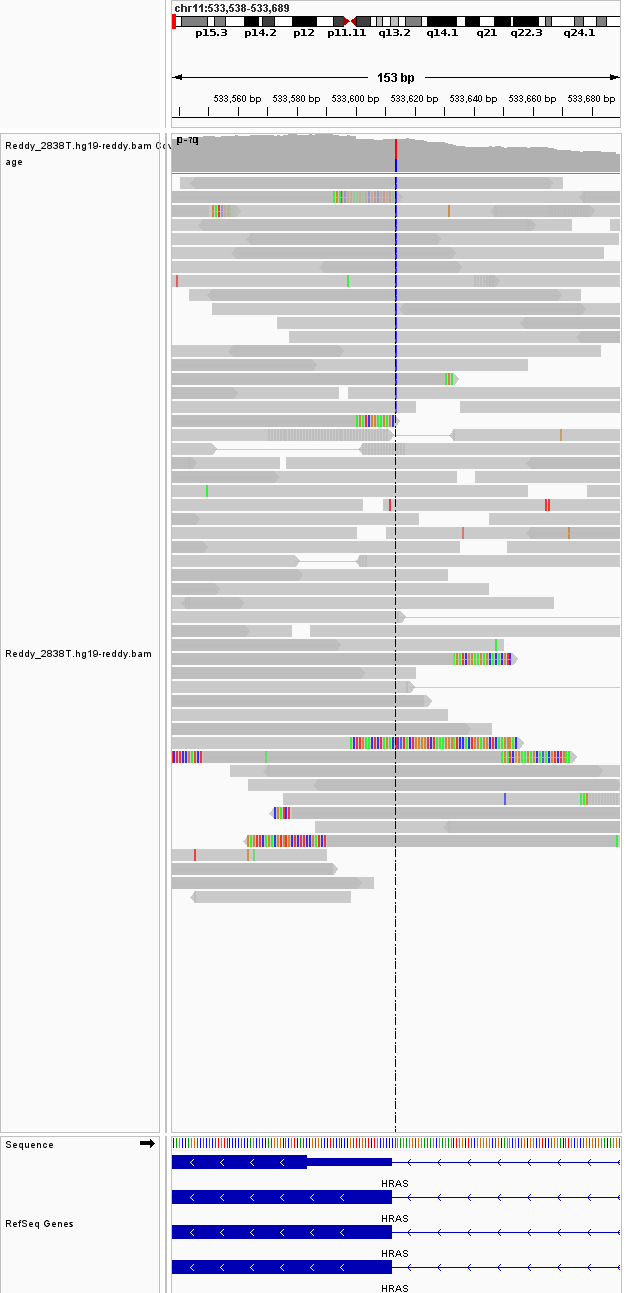 chr11:533,538-533,689
p15.3 p14.2 p12 p11.11 q13.2 q14.1 q21 q22.3 q24.1
153 bp
533,560 bp 533,580 bp 533,600 bp 533,620 bp 533,640 bp 533,660 bp 533,680 bp
Reddy_2838T.hg19-reddy.bam
age
Reddy_2838T.hg19-reddy.bam
Sequence
HRAS
HRAS
RefSeq Genes
HRAS
HRAS